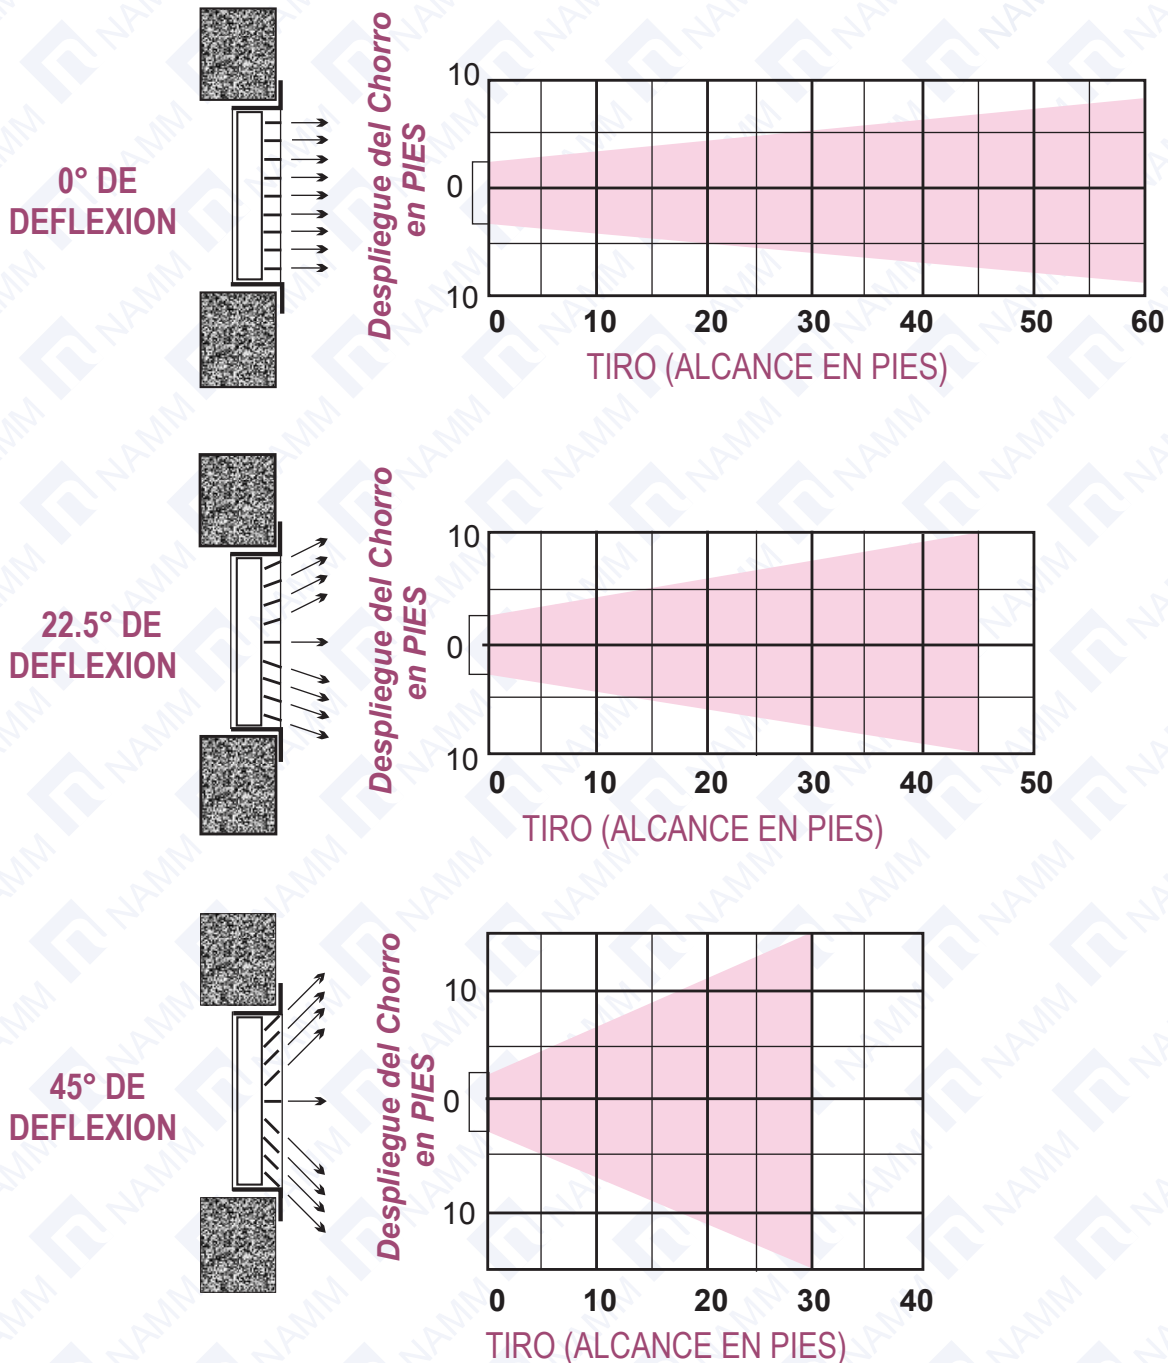 0° DE
DEFLEXION
Despliegue del Chorro
en PIES
10
0
10
0 10 20 30 40 50 60
TIRO (ALCANCE EN PIES)
22.5° DE
DEFLEXION
Despliegue del Chorro
en PIES
10
0
10
0 10 20 30 40 50
TIRO (ALCANCE EN PIES)
45° DE
DEFLEXION
Despliegue del Chorro
en PIES
10
0
10
0 10 20 30 40
TIRO (ALCANCE EN PIES)
NAMM